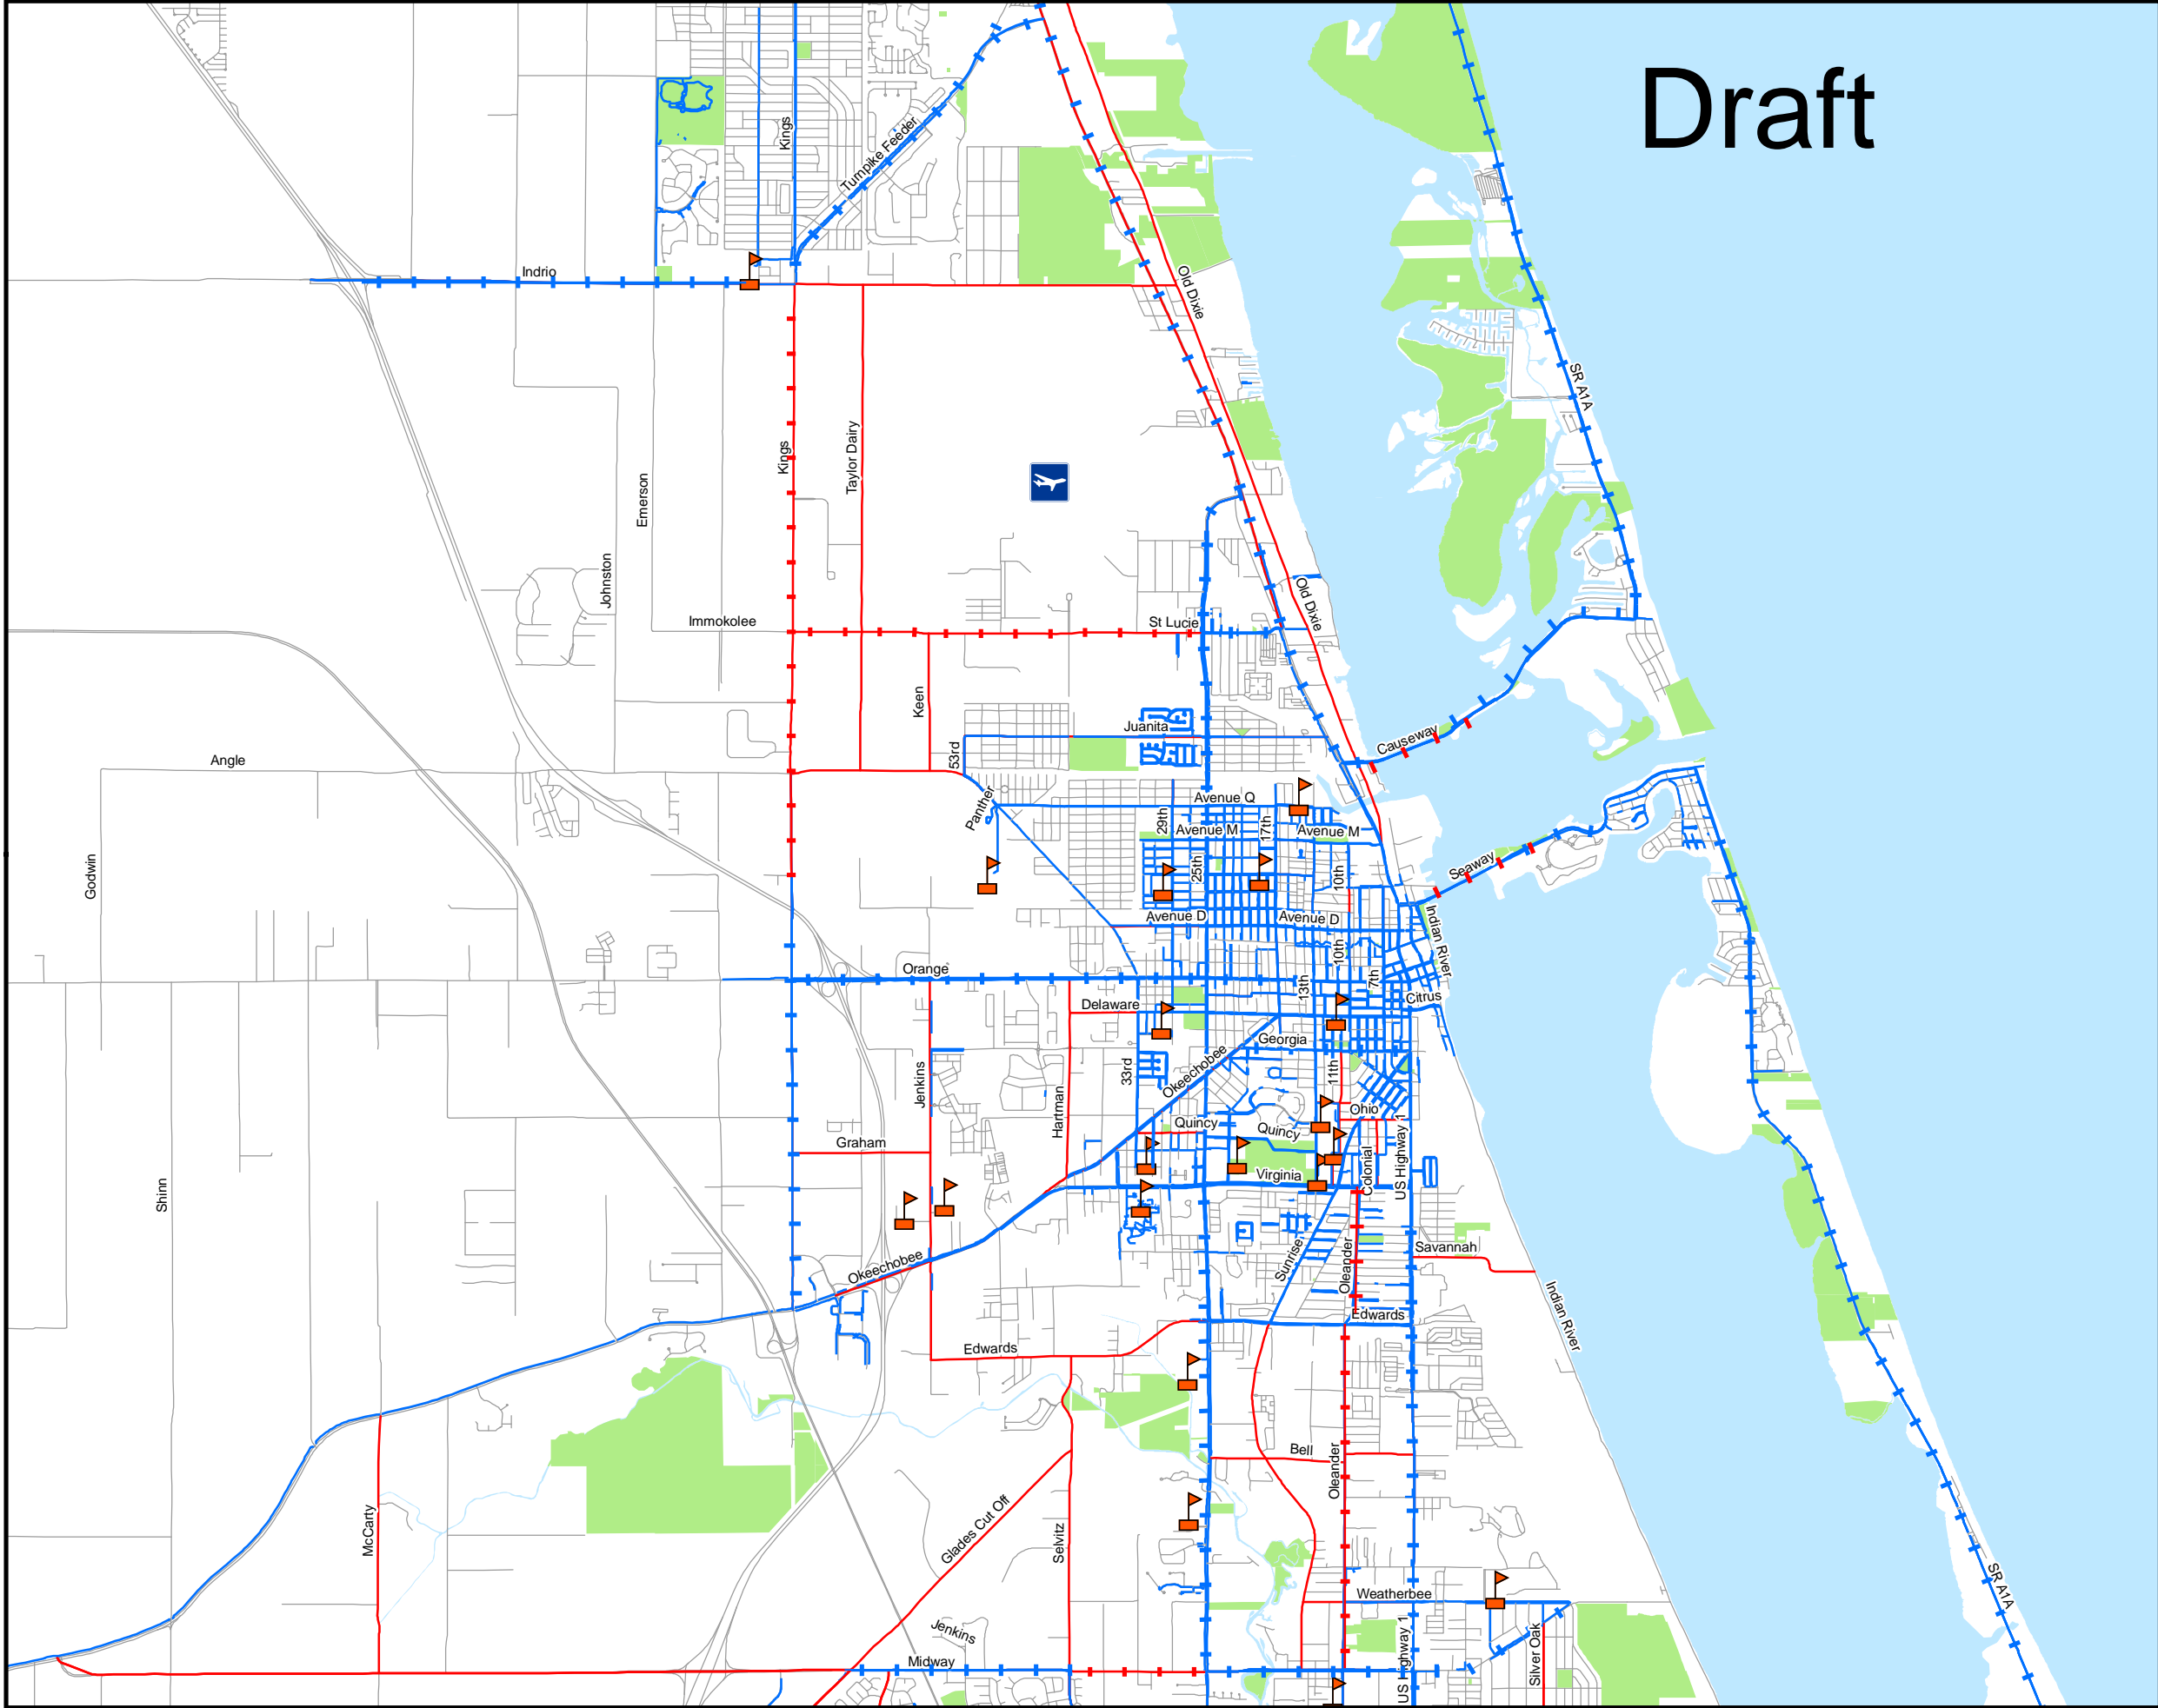 Draft
Kings
Turnpike Feeder
Indrio
Old Dixie
SR A1A
Kings
Taylor Dairy
Emerson
Johnston
Immokolee
St Lucie
Old Dixie
Keen
Juanita
Causeway
53rd
Angle
Panther
Avenue Q
29th
Avenue M
17th
Avenue M
Godwin
25th
10th
Seaway
Avenue D
Avenue D
Indian River
10th
Orange
7th
13th
Citrus
Delaware
Georgia
Okeechobee
33rd
11th
Jenkins
Hartman
Ohio
Quincy
Quincy
Graham
US Highway 1
Colonial
Virginia
Shinn
Savannah
Sunrise
Oleander
Okeechobee
Indian River
Edwards
Edwards
Bell
Oleander
McCarty
Glades Cut Off
Selvitz
SR A1A
Weatherbee
Jenkins
Silver Oak
US Highway 1
Midway